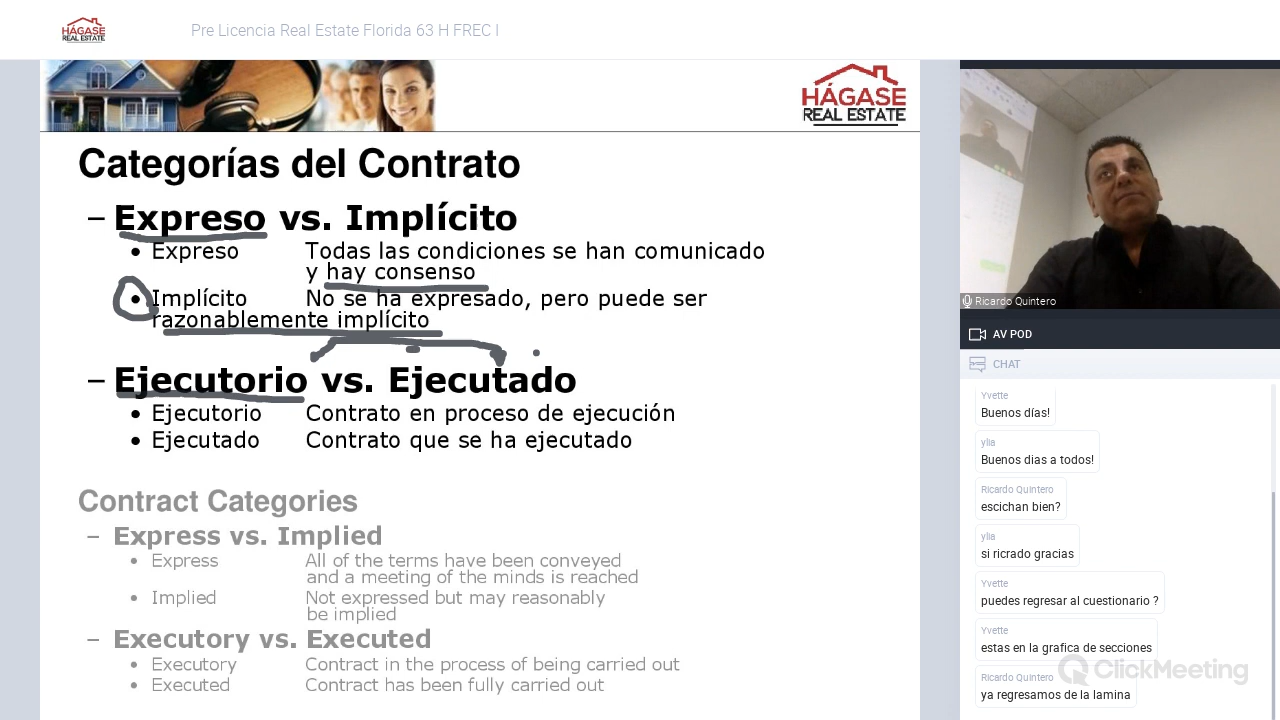 HÁGASE
REAL ESTATE
Pre Licencia Real Estate Florida 63 H FREC I
HÁGASE
REAL ESTATE
Categorías del Contrato
– Expreso vs. Implícito
• Expreso Todas las condiciones se han comunicado
y hay consenso
• Implícito No se ha expresado, pero puede ser
razonablemente implícito
– Ejecutorio vs. Ejecutado
• Ejecutorio Contrato en proceso de ejecución
• Ejecutado Contrato que se ha ejecutado
Contract Categories
– Express vs. Implied
• Express All of the terms have been conveyed
and a meeting of the minds is reached
• Implied Not expressed but may reasonably
be implied
– Executory vs. Executed
• Executory Contract in the process of being carried out
• Executed Contract has been fully carried out
Ricardo Quintero
AV POD
CHAT
Yvette
Buenos días!
ylia
Buenos dias a todos!
Ricardo Quintero
escichan bien?
ylia
si ricrado gracias
Yvette
puedes regresar al cuestionario ?
Yvette
estas en la grafica de secciones
Ricardo Quintero
ya regresamos de la lamina
ClickMeeting